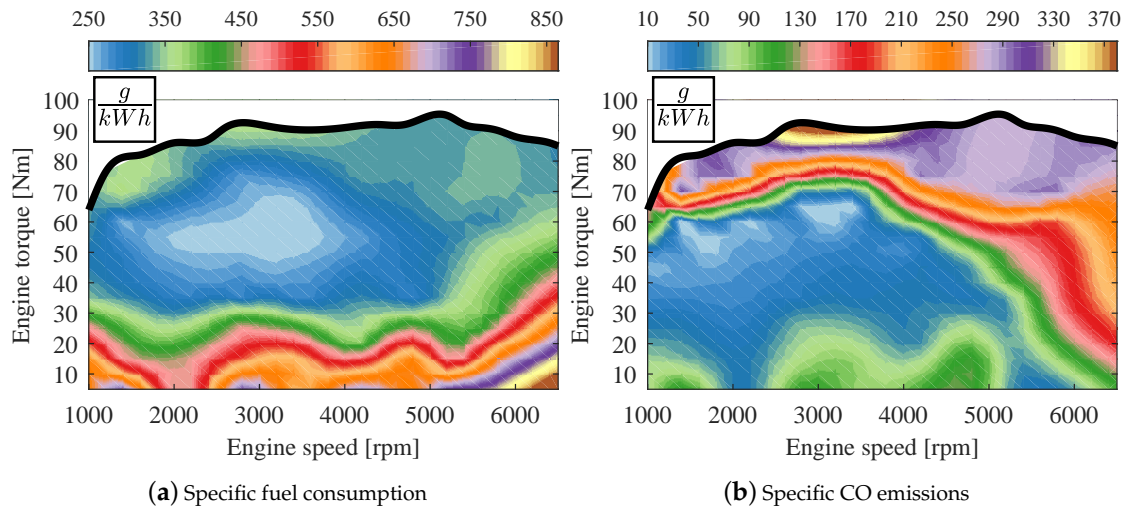 250 350 450 550 650 750 850
10 50 90 130 170 210 250 290 330 370
g
kWh
g
kWh
100
90
80
70
60
50
40
30
20
10
100
90
80
70
60
50
40
30
20
10
Engine torque [Nm]
Engine torque [Nm]
1000 2000 3000 4000 5000 6000
1000 2000 3000 4000 5000 6000
Engine speed [rpm]
Engine speed [rpm]
(a) Specific fuel consumption
(b) Specific CO emissions